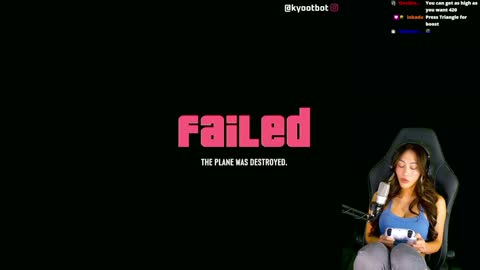 @kyootbot
You can get as high as
you want 420
inkado Press Triangle for
boost
FaiLed
THE PLANE WAS DESTROYED.